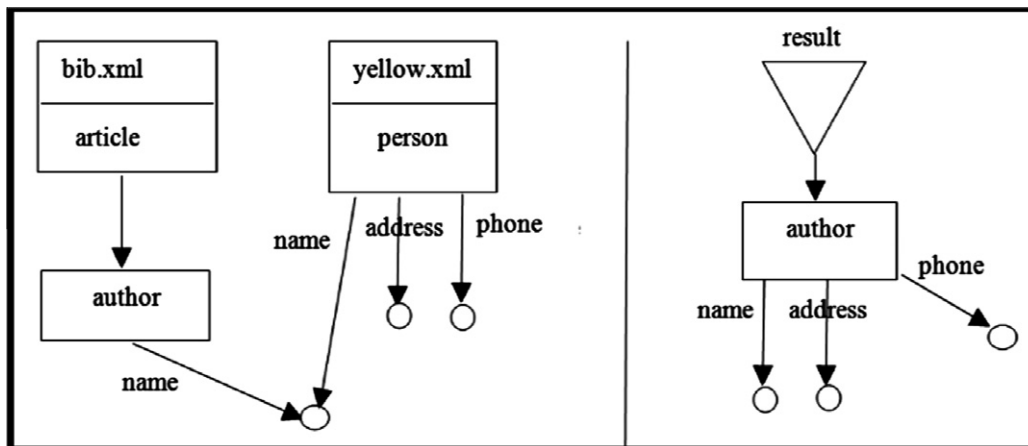 bib.xml
article
author
name
yellow.xml
person
name
address
phone
result
author
name
address
phone